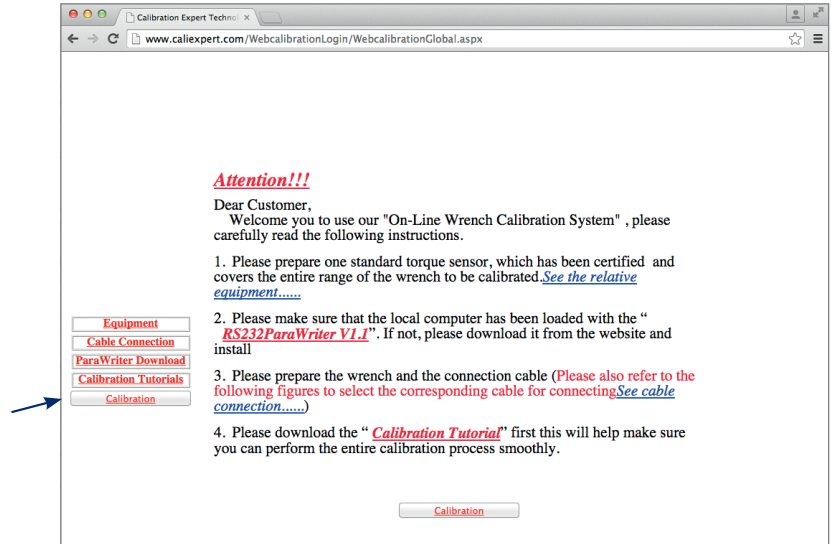 Calibration Expert Technol
www.caliexpert.com/WebcalibrationLogin/WebcalibrationGlobal.aspx
Attention!!!
Dear Customer,
Welcome you to use our "On-Line Wrench Calibration System" , please
carefully read the following instructions.
1. Please prepare one standard torque sensor, which has been certified and
covers the entire range of the wrench to be calibrated.See the relative
equipment......
2. Please make sure that the local computer has been loaded with the “
RS232ParaWriter V1.1”. If not, please download it from the website and
install
3. Please prepare the wrench and the connection cable (Please also refer to the
following figures to select the corresponding cable for connectingSee cable
connection......)
4. Please download the “ Calibration Tutorial” first this will help make sure
you can perform the entire calibration process smoothly.
Equipment
Cable Connection
ParaWriter Download
Calibration Tutorials
Calibration
Calibration